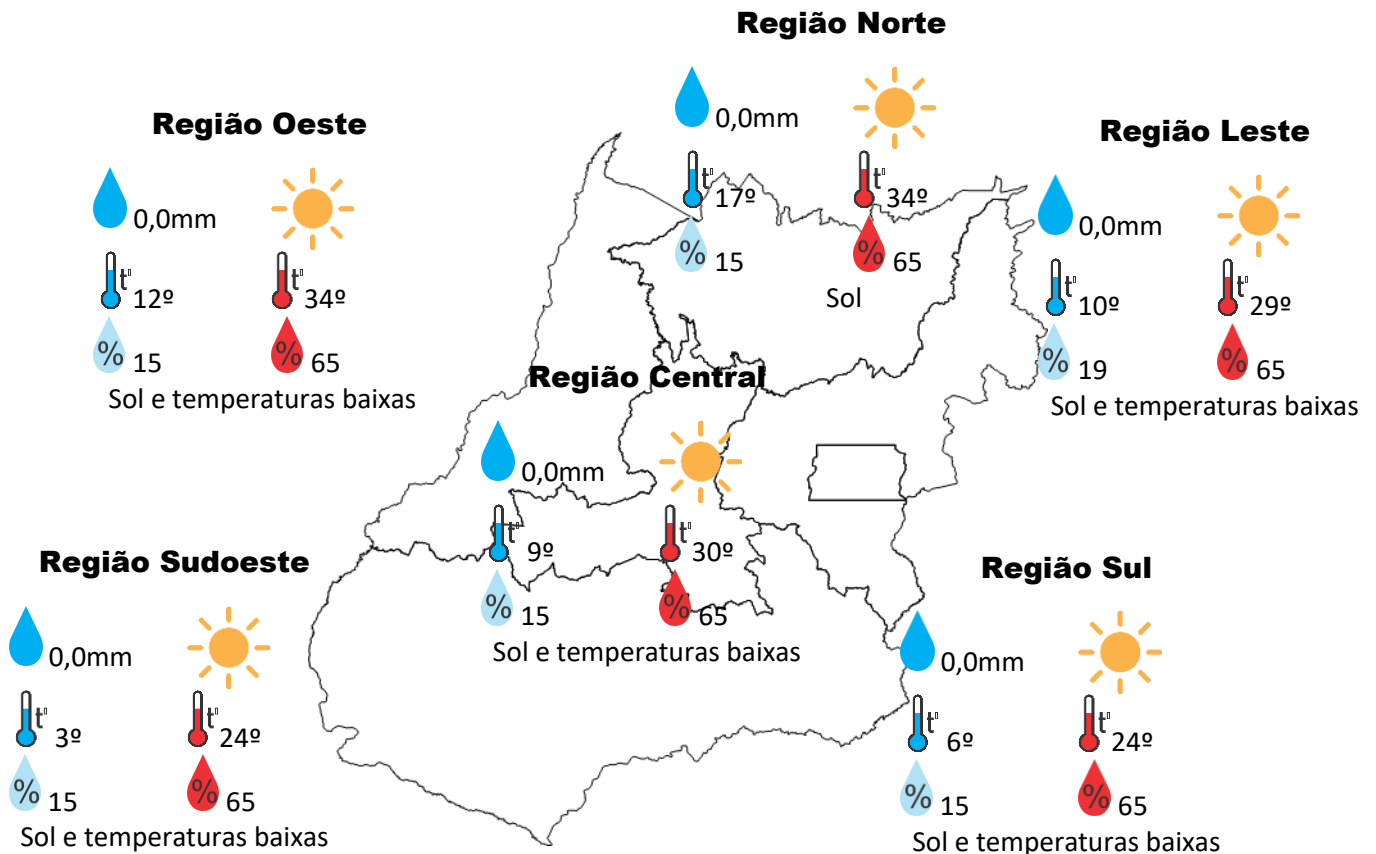 Região Norte
0,0mm
t° 17º
t° 34º
% 15
% 65
Sol
Região Oeste
0,0mm
t° 12º
t° 34º
% 15
% 65
Sol e temperaturas baixas
Região Leste
0,0mm
t° 10º
t° 29º
% 19
% 65
Sol e temperaturas baixas
Região Central
0,0mm
t° 9º
t° 30º
% 15
% 65
Sol e temperaturas baixas
Região Sudoeste
0,0mm
t° 3º
t° 24º
% 15
% 65
Sol e temperaturas baixas
Região Sul
0,0mm
t° 6º
t° 24º
% 15
% 65
Sol e temperaturas baixas